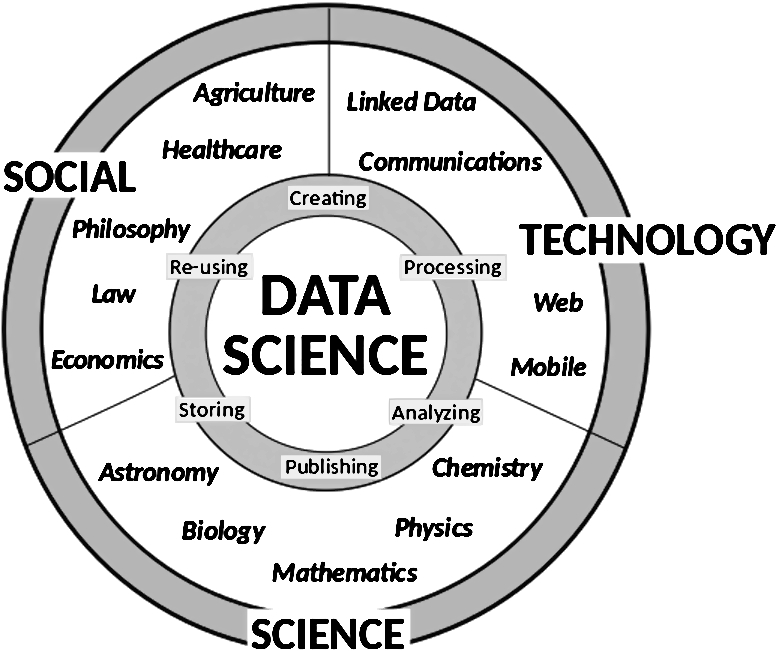 Agriculture
Linked Data
Healthcare
Communications
SOCIAL
Creating
Philosophy
TECHNOLOGY
Re-using
Processing
Law
DATA
Web
SCIENCE
Economics
Mobile
Storing
Analyzing
Astronomy
Publishing
Chemistry
Biology
Physics
Mathematics
SCIENCE